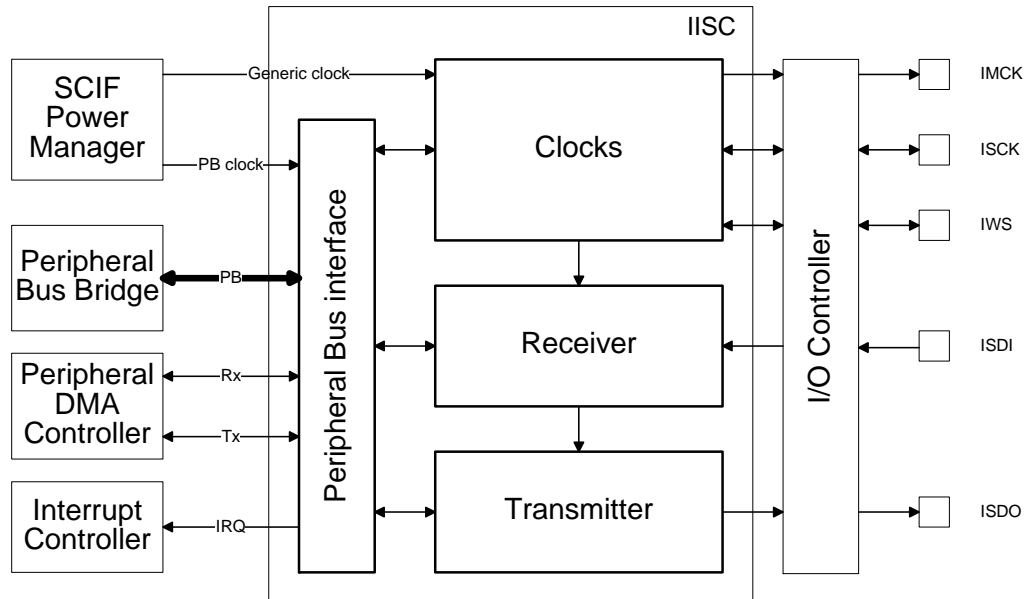 IISC
SCIF
Power
Manager
Generic clock
PB clock
Clocks
IMCK
ISCK
IWS
Peripheral
Bus Bridge
PB
Peripheral Bus interface
Receiver
I/O Controller
ISDI
Peripheral
DMA
Controller
Rx
Tx
Transmitter
ISDO
Interrupt
Controller
IRQ